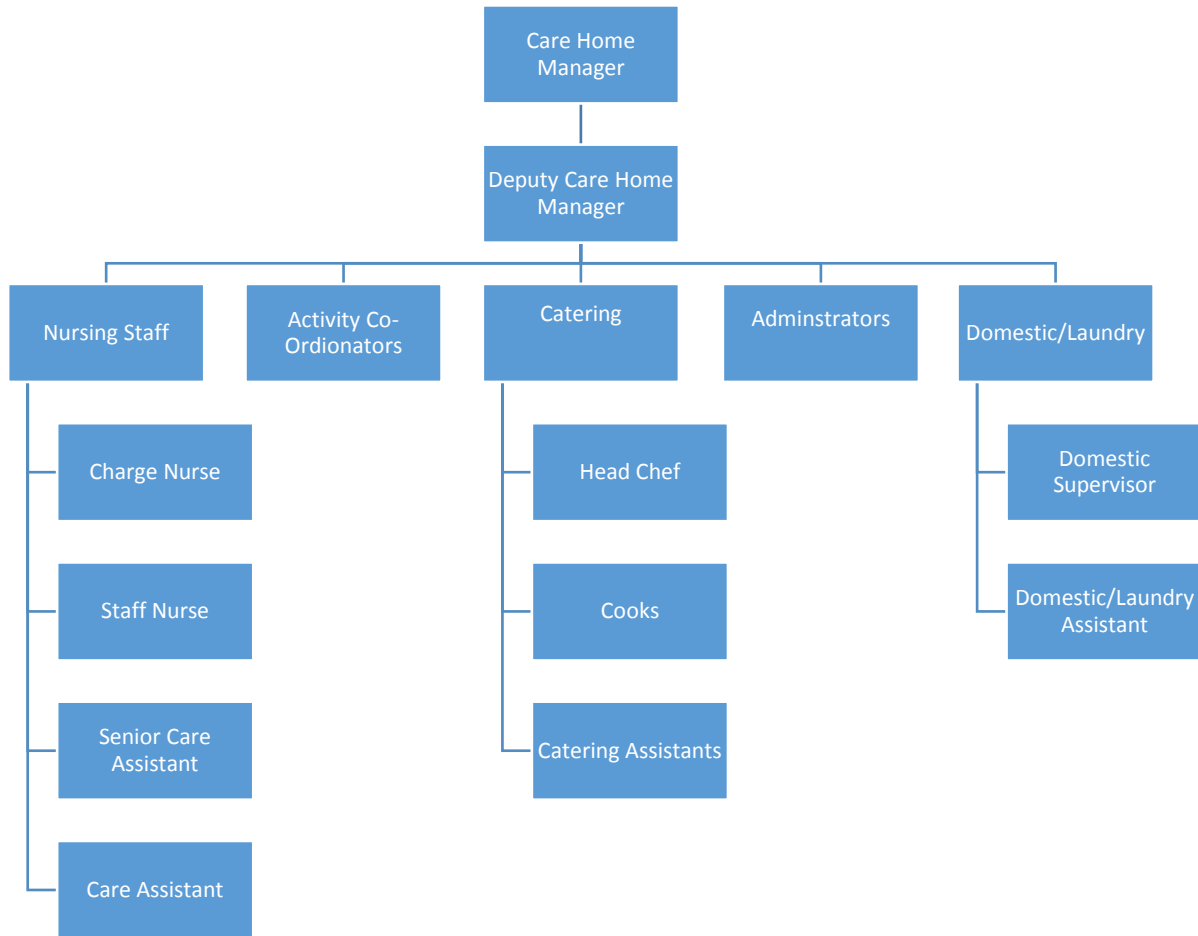 Care Home
Manager
Deputy Care Home
Manager
Nursing Staff
Activity Co-
Ordionators
Catering
Adminstrators
Domestic/Laundry
Charge Nurse
Head Chef
Domestic
Supervisor
Staff Nurse
Cooks
Domestic/Laundry
Assistant
Senior Care
Assistant
Catering Assistants
Care Assistant